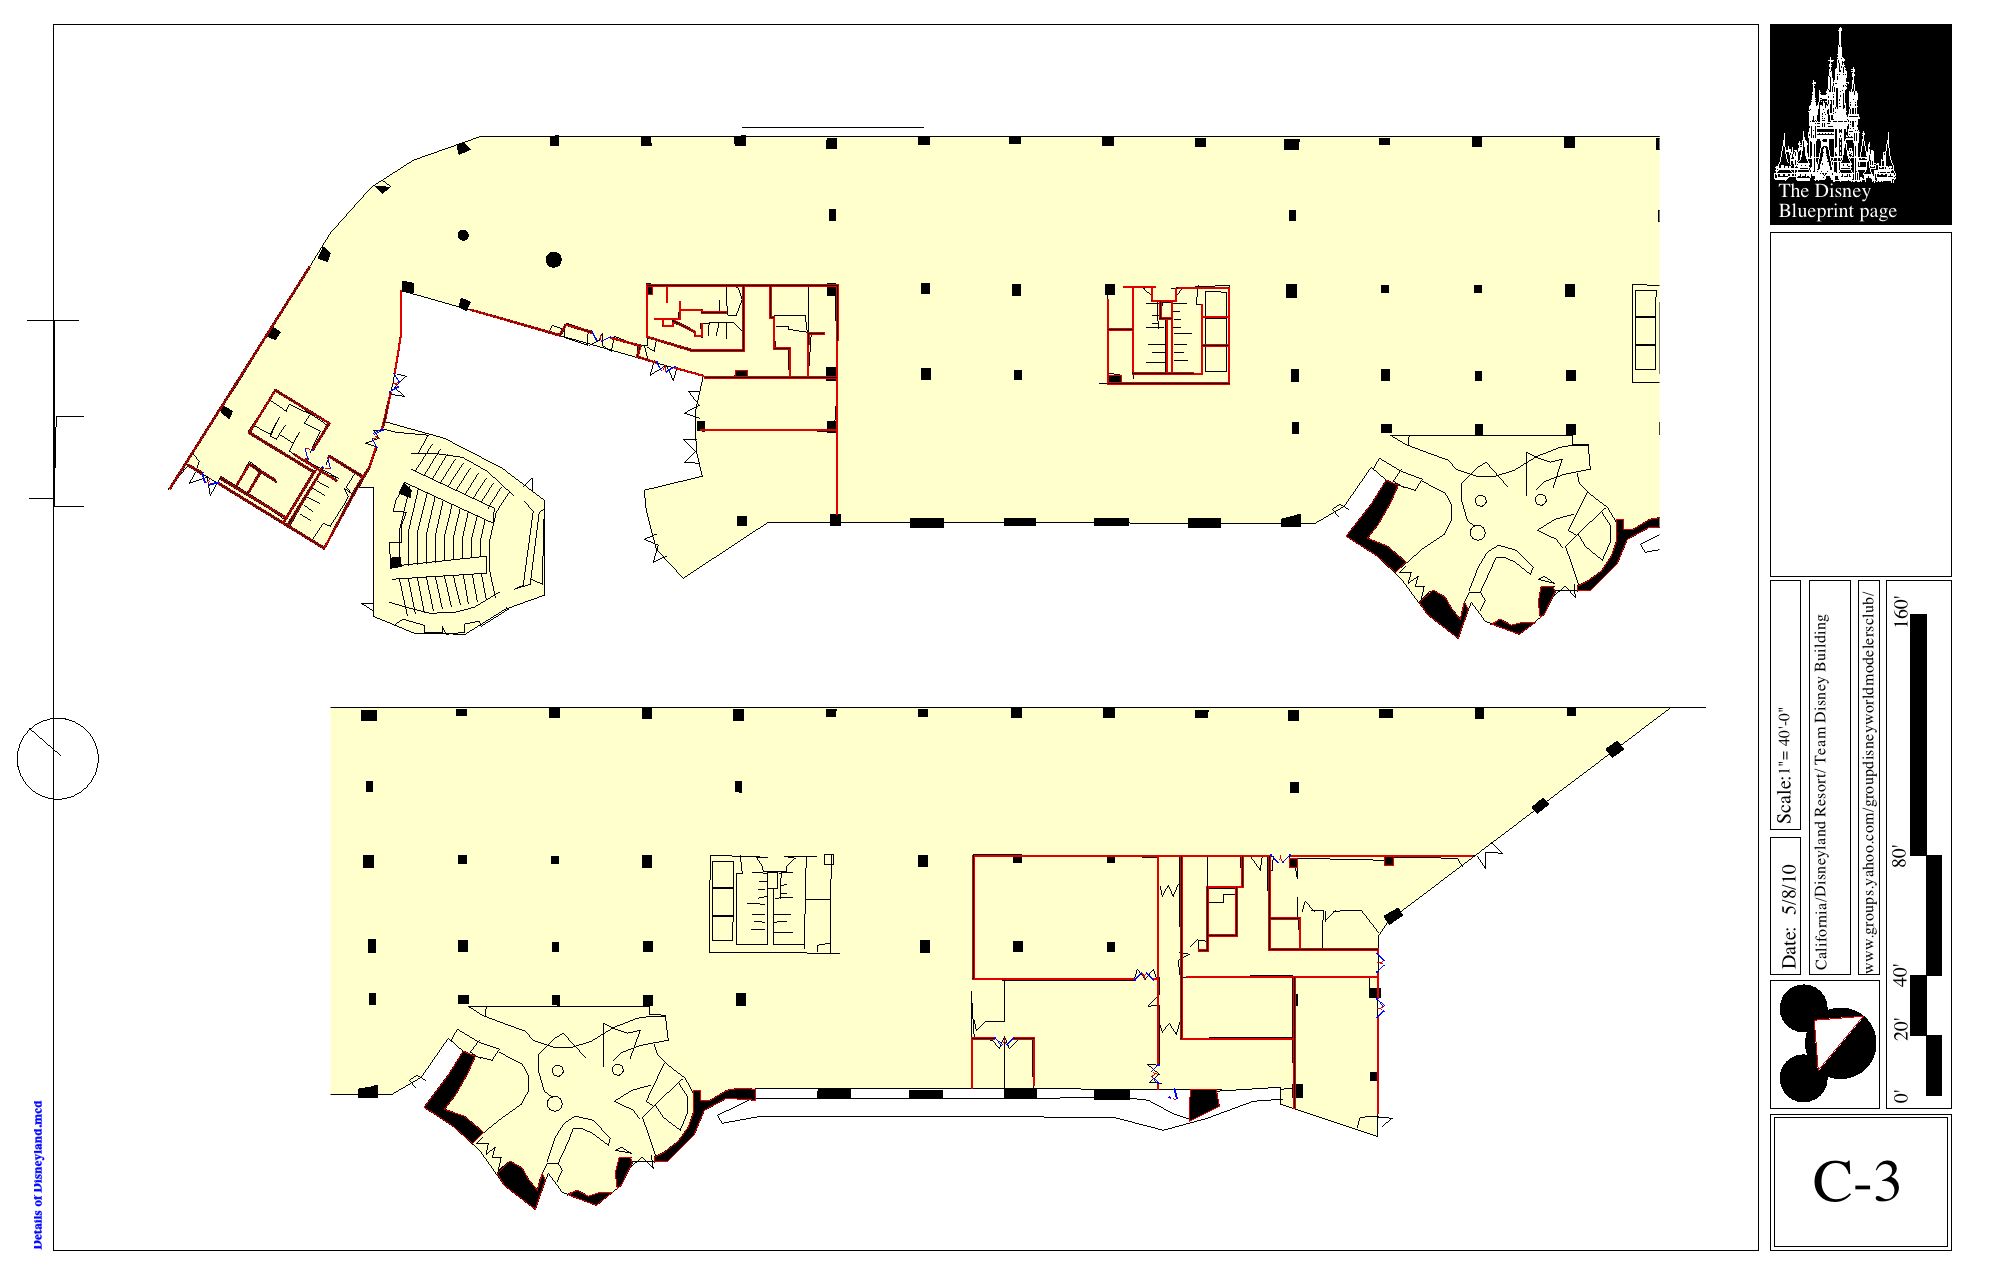 The Disney
Blueprint page
Scale:1"= 40'-0"
Date: 5/8/10
California/Disneyland Resort/ Team Disney Building
www.groups.yahoo.com/groupdisneyworldmodelersclub/
160'
80'
40'
20'
0'
C-3
Details of Disneyland.mcd